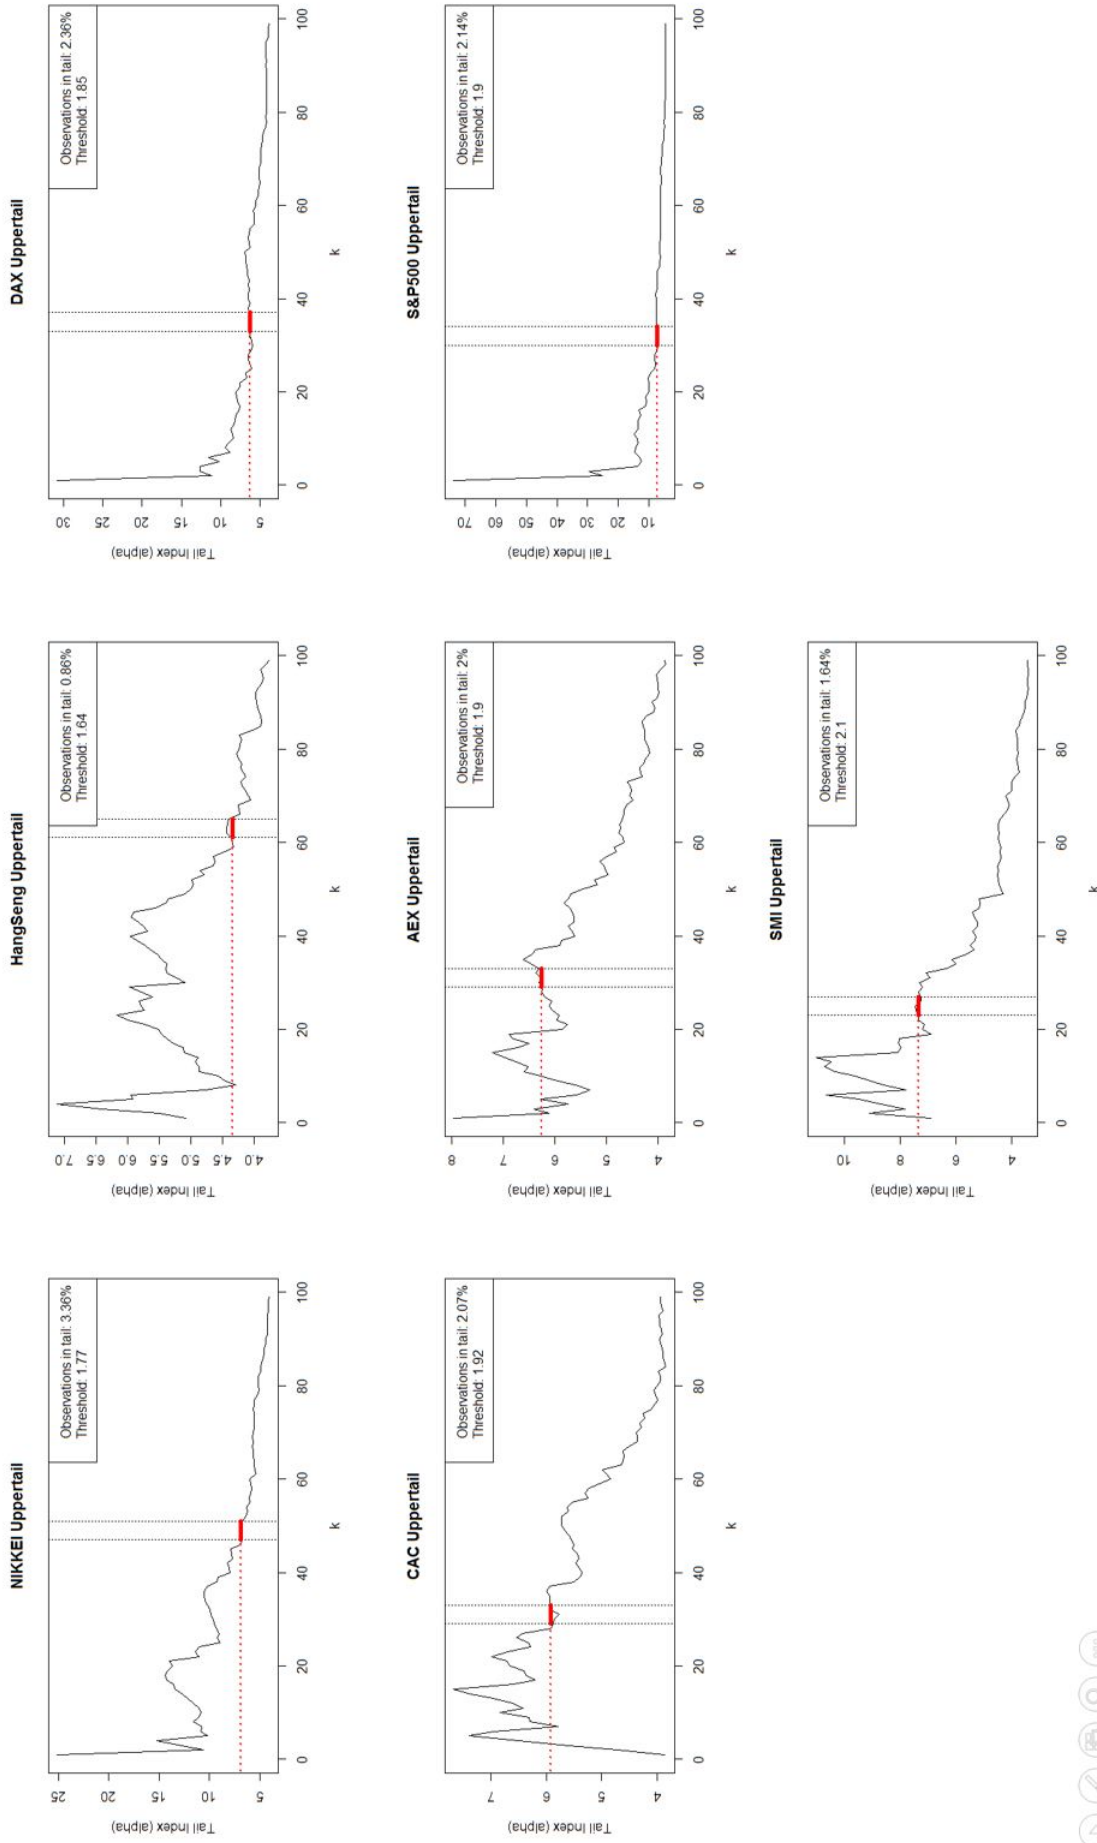 NIKKEI Uppertail
Observations in tail: 3.36%
Threshold: 1.77
Tail Index (alpha)
25
20
15
10
5
0
20
40
60
80
100
k
HangSeng Uppertail
Observations in tail: 0.86%
Threshold: 1.64
Tail Index (alpha)
7.0
6.5
6.0
5.5
5.0
4.5
4.0
0
20
40
60
80
100
k
DAX Uppertail
Observations in tail: 2.36%
Threshold: 1.85
Tail Index (alpha)
30
25
20
15
10
5
0
20
40
60
80
100
k
CAC Uppertail
Observations in tail: 2.07%
Threshold: 1.92
Tail Index (alpha)
7
6
5
4
0
20
40
60
80
100
k
AEX Uppertail
Observations in tail: 2%
Threshold: 1.9
Tail Index (alpha)
8
7
6
5
4
0
20
40
60
80
100
k
S&P500 Uppertail
Observations in tail: 2.14%
Threshold: 1.9
Tail Index (alpha)
70
60
50
40
30
20
10
0
20
40
60
80
100
k
SMI Uppertail
Observations in tail: 1.64%
Threshold: 2.1
Tail Index (alpha)
10
8
6
4
0
20
40
60
80
100
k